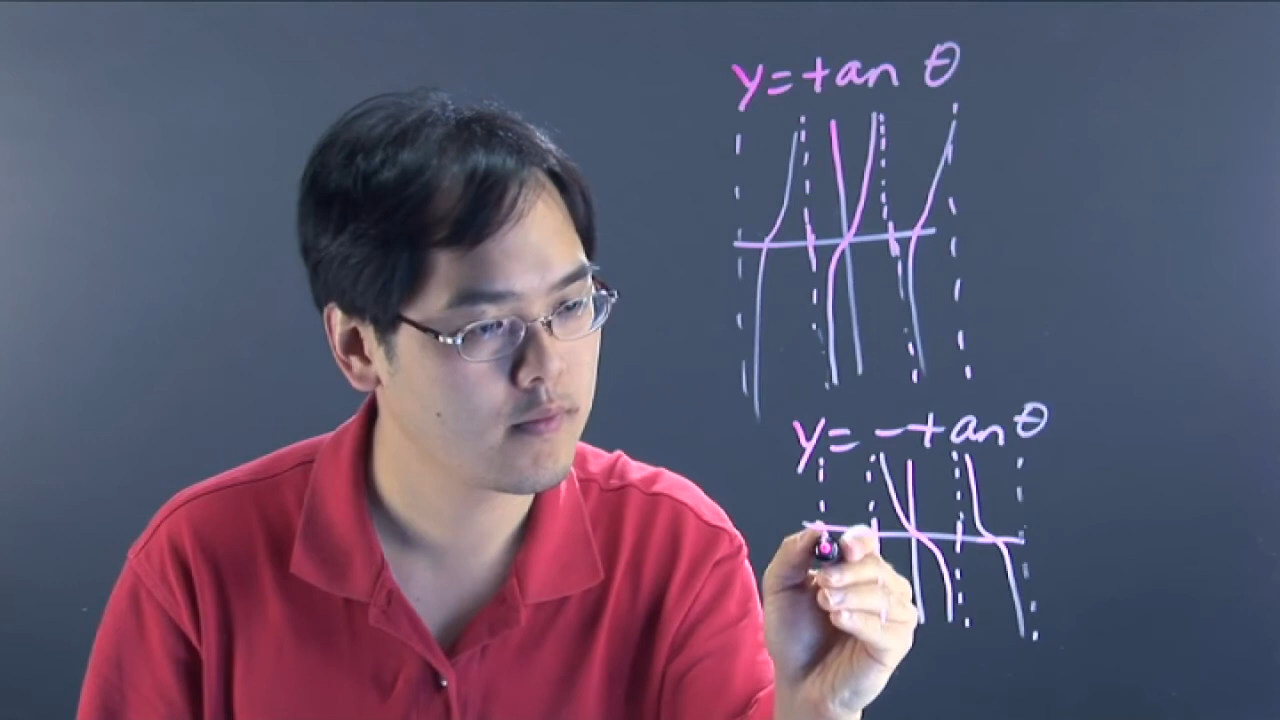 y = tan θ
y = -tan θ